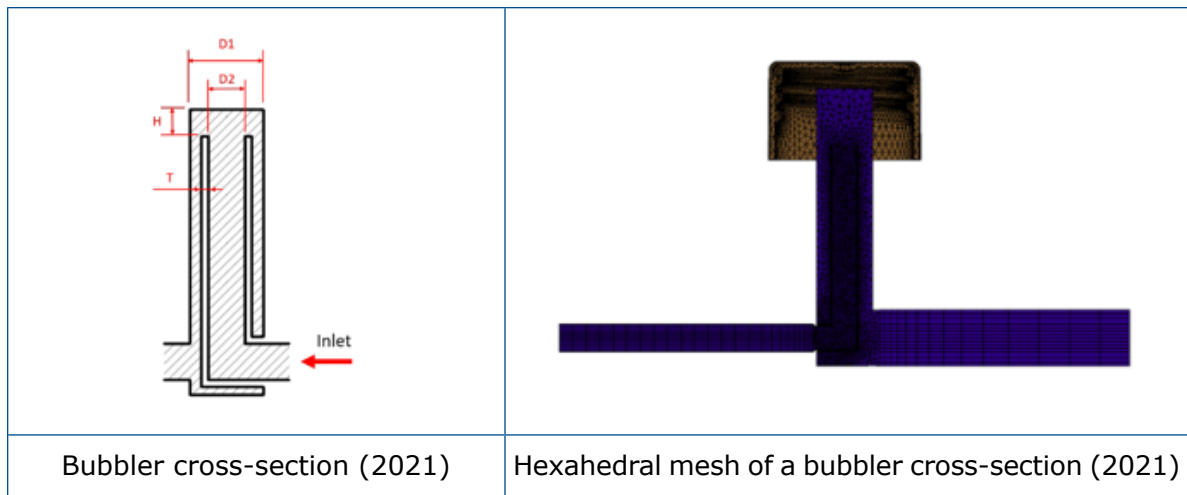 D1
D2
H
T
Inlet
Bubbler cross-section (2021)
Hexahedral mesh of a bubbler cross-section (2021)